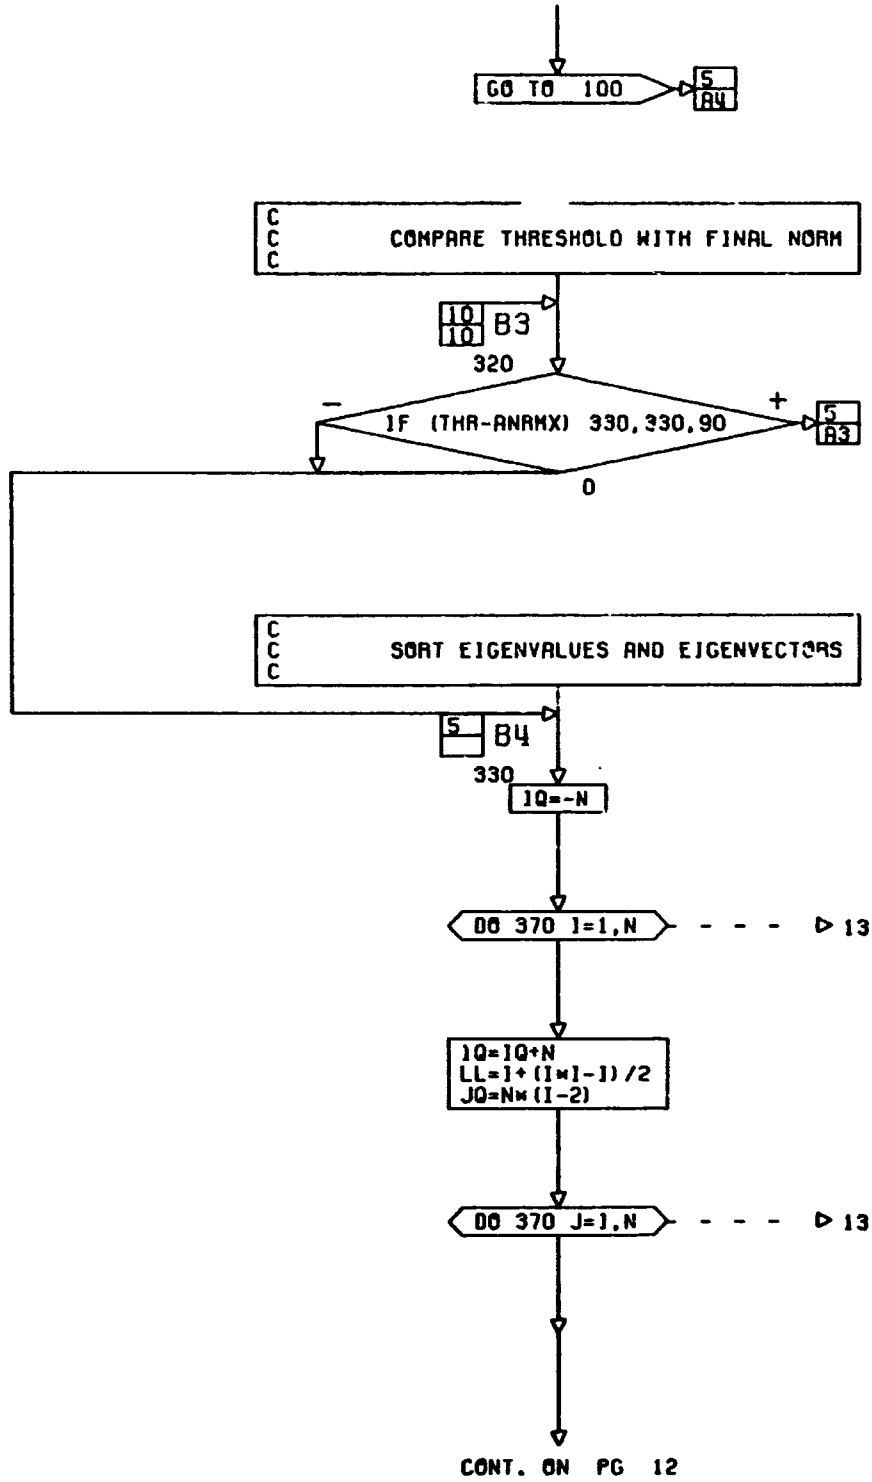 GO TO 100
5
A4
C
C COMPARE THRESHOLD WITH FINAL NORM
C
10
10
B3
320
-
+
IF (THR-ANRMX) 330,330,90
5
A3
0
C
C SORT EIGENVALUES AND EIGENVECTORS
C
5
B4
330
IQ=-N
DO 370 I=1,N
13
IQ=IQ+N
LL=I+(I*I-I)/2
JQ=N*(I-2)
DO 370 J=I,N
13
CONT. ON PG 12